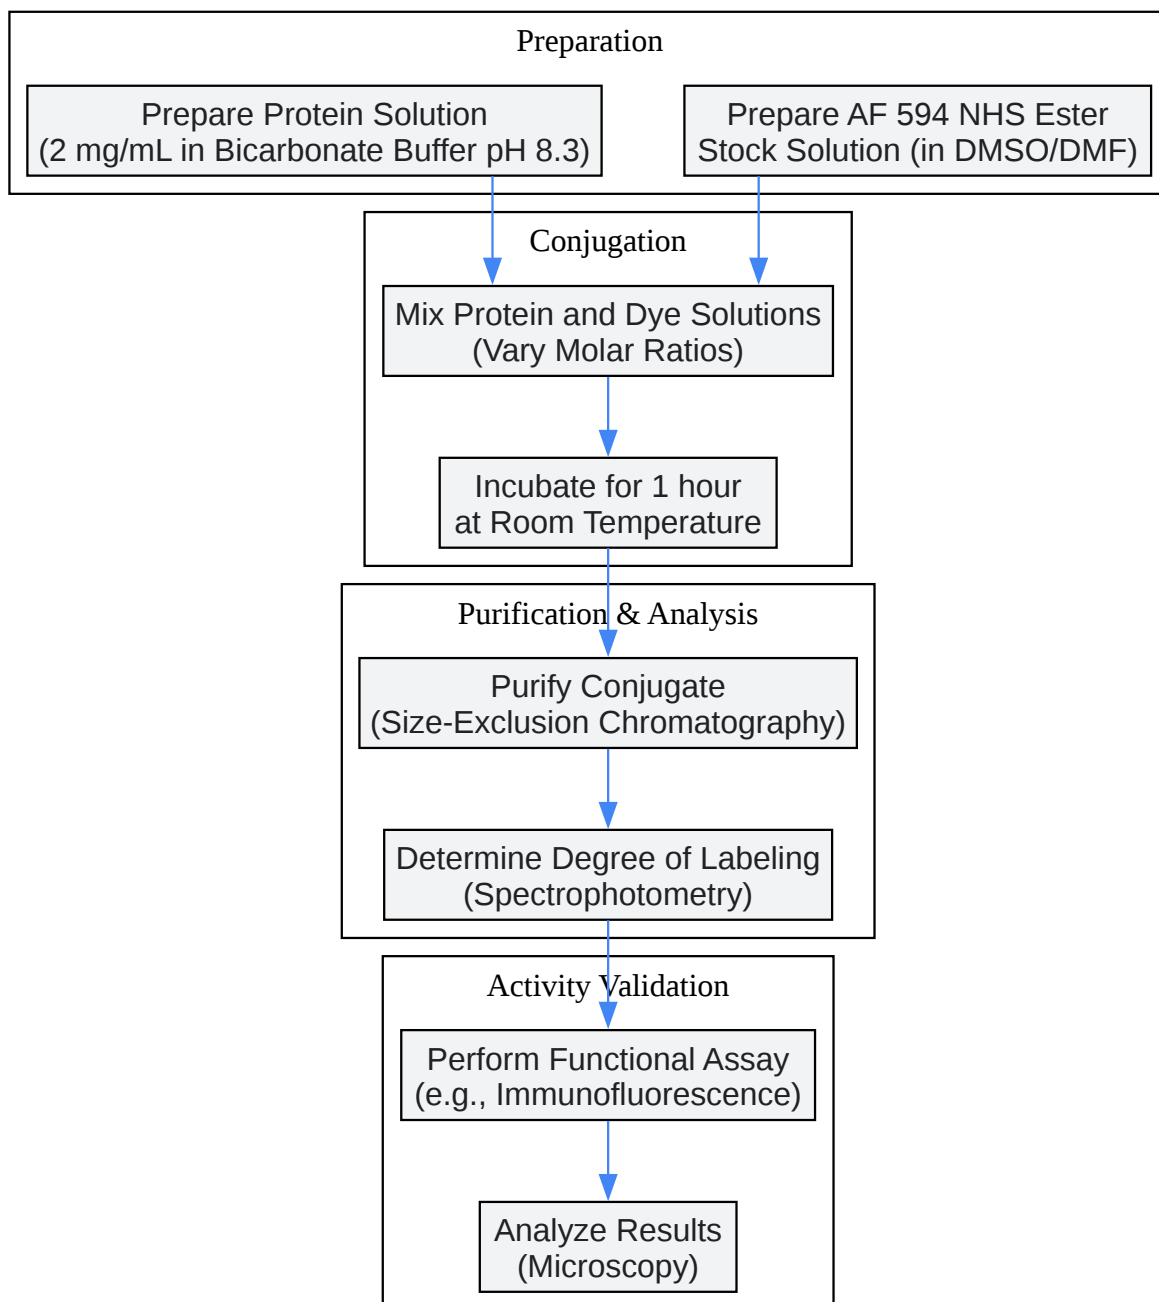 Preparation
Prepare Protein Solution
(2 mg/mL in Bicarbonate Buffer pH 8.3)
Prepare AF 594 NHS Ester
Stock Solution (in DMSO/DMF)
Conjugation
Mix Protein and Dye Solutions
(Vary Molar Ratios)
Incubate for 1 hour
at Room Temperature
Purification & Analysis
Purify Conjugate
(Size-Exclusion Chromatography)
Determine Degree of Labeling
(Spectrophotometry)
Activity Validation
Perform Functional Assay
(e.g., Immunofluorescence)
Analyze Results
(Microscopy)